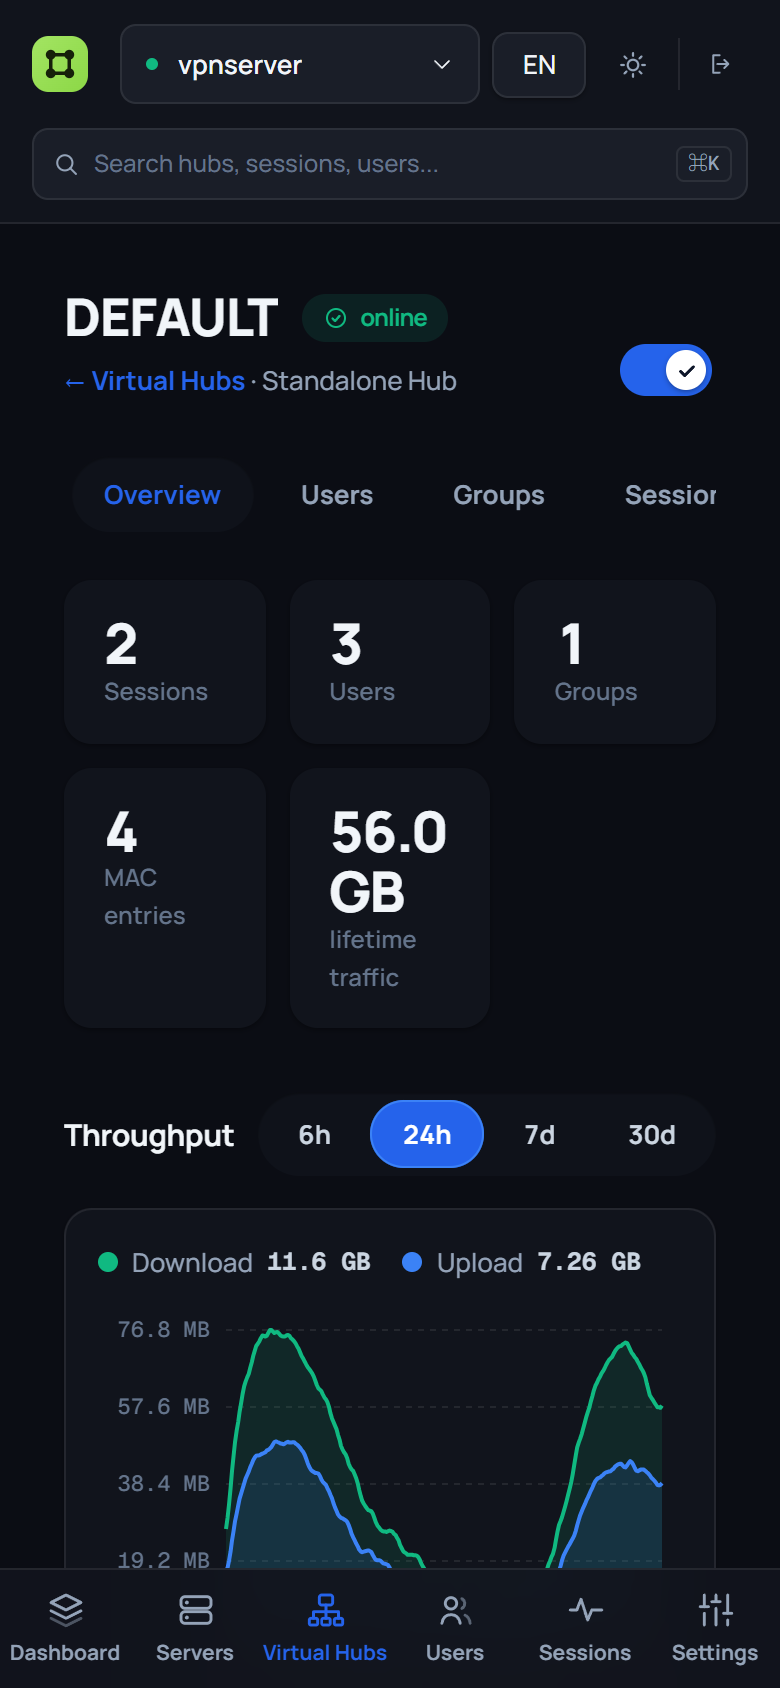 vpnserver
EN
Search hubs, sessions, users...
⌘K
DEFAULT
online
← Virtual Hubs · Standalone Hub
Overview
Users
Groups
Session
2
Sessions
3
Users
1
Groups
4
MAC
entries
56.0
GB
lifetime
traffic
Throughput
6h
24h
7d
30d
Download 11.6 GB
Upload 7.26 GB
76.8 MB
57.6 MB
38.4 MB
19.2 MB
Dashboard
Servers
Virtual Hubs
Users
Sessions
Settings